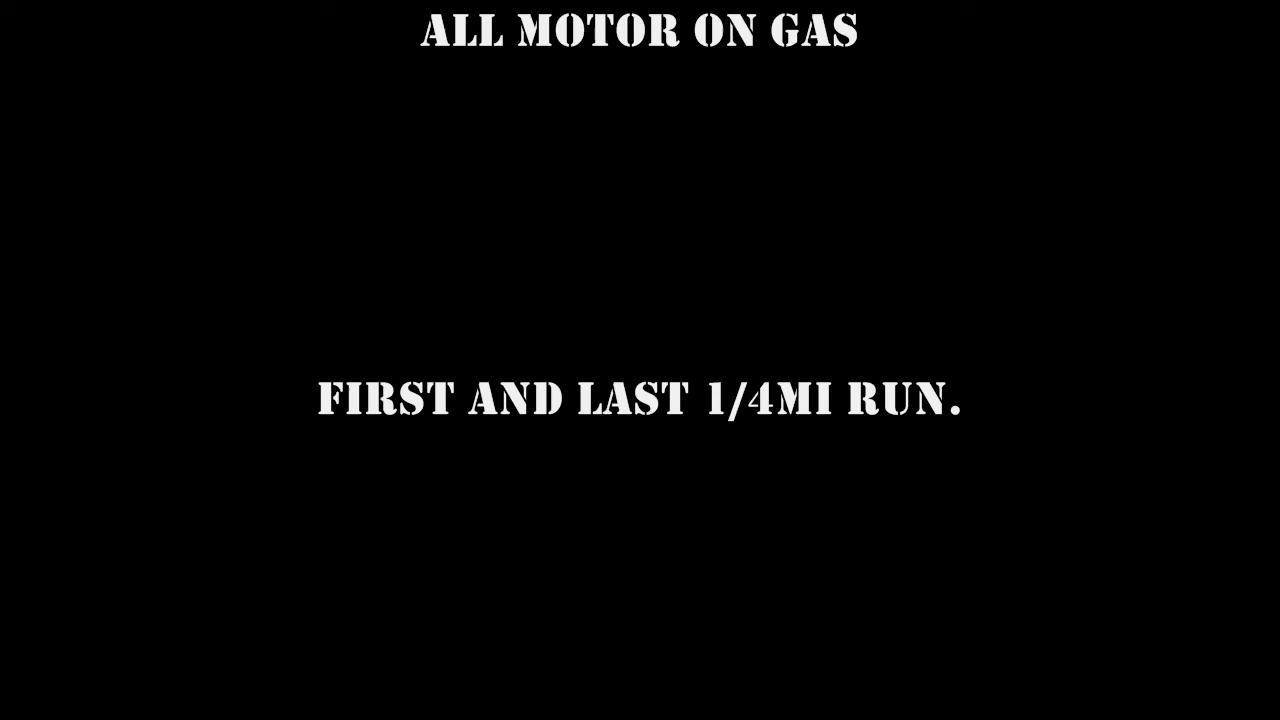 ALL MOTOR ON GAS
FIRST AND LAST 1/4MI RUN.